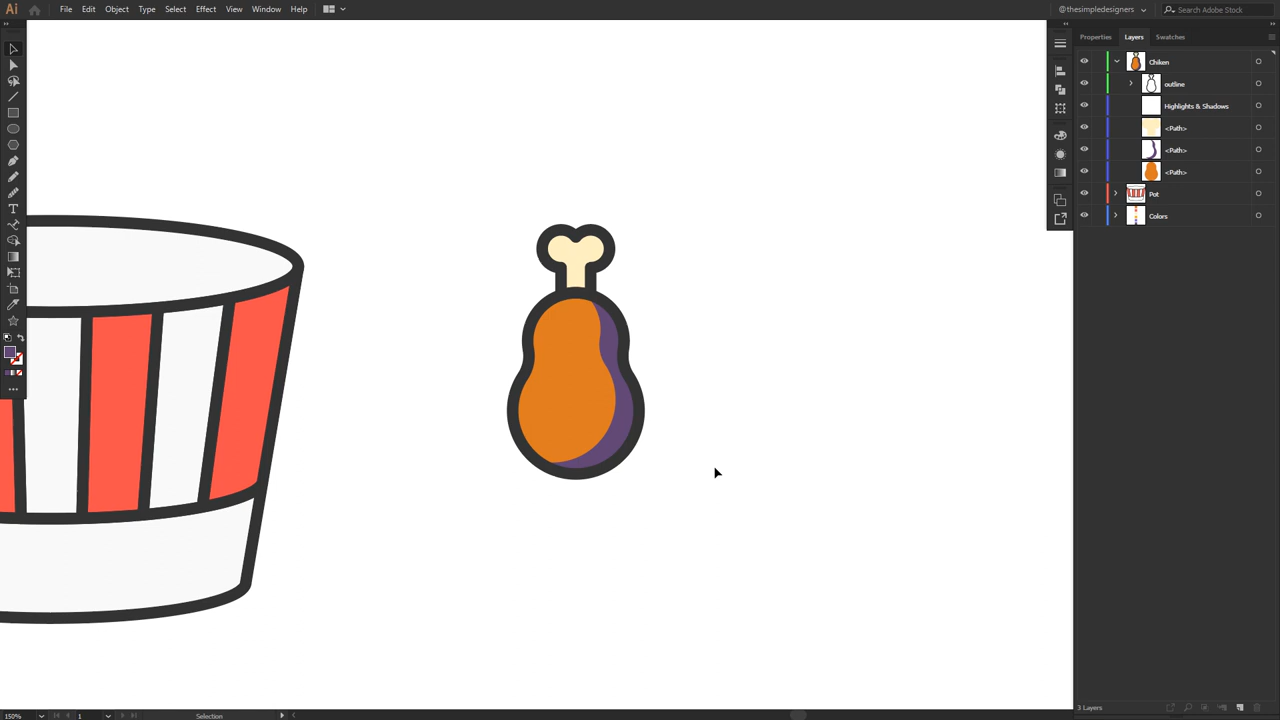 Ai File Edit Object Type Select Effect View Window Help @thesimpledesigners Search Adobe Stock
Properties Layers Swatches
Chiken
outline
Highlights & Shadows
<Path>
<Path>
<Path>
Pot
Colors
150% 1 Selection 3 Layers